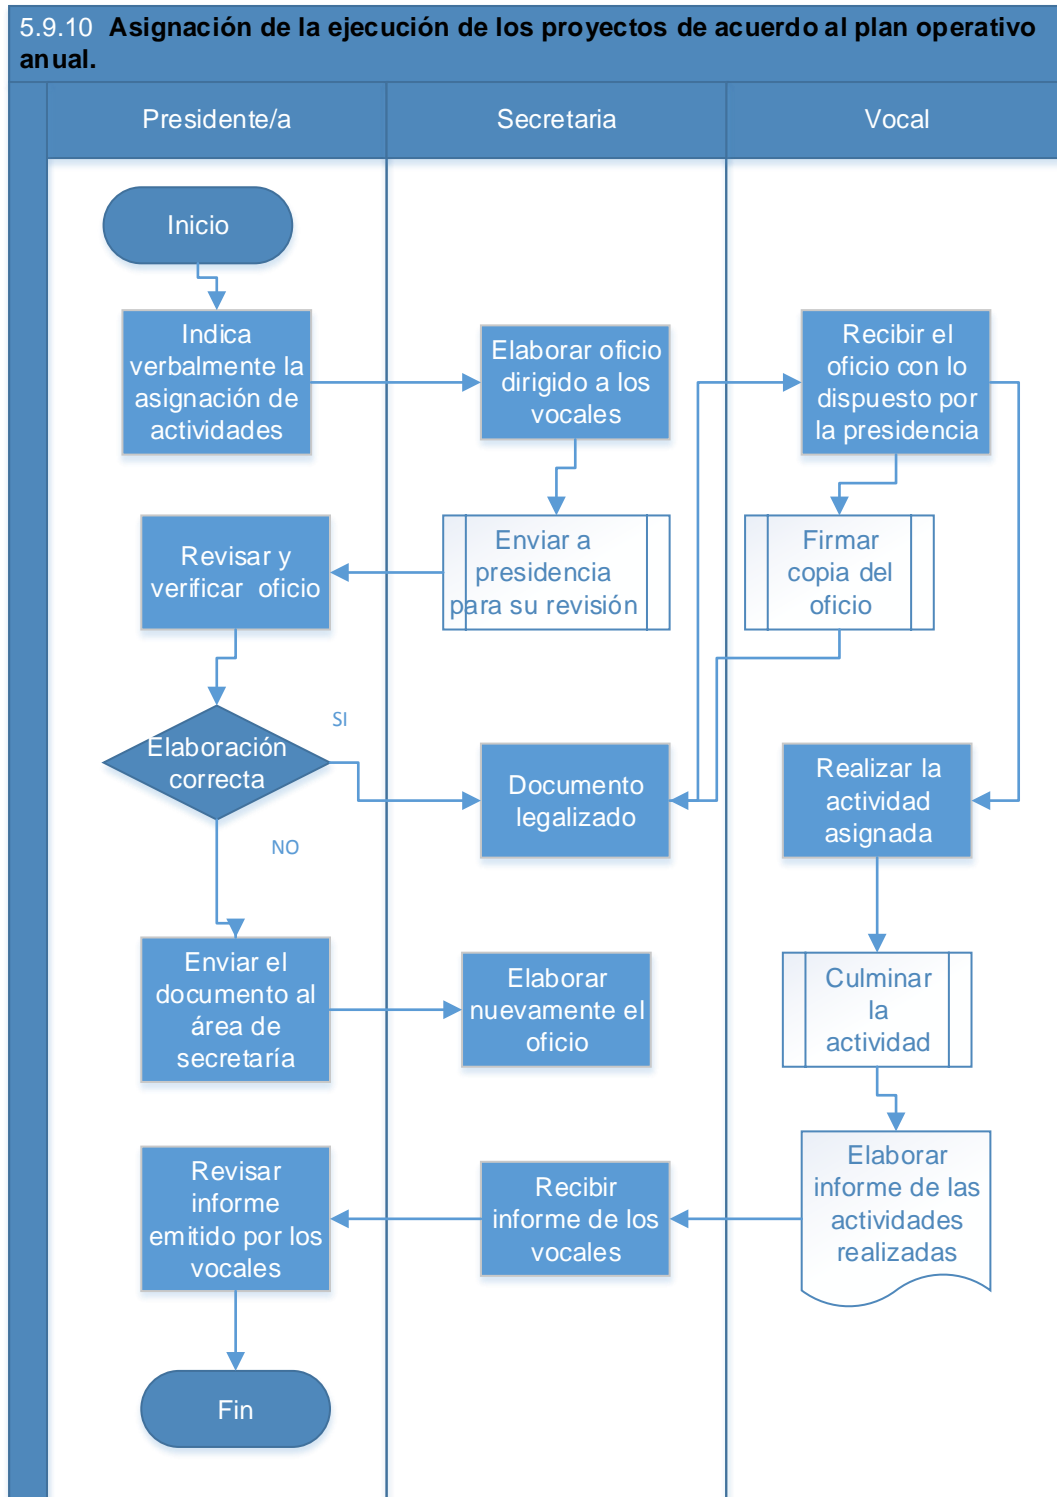 5.9.10 Asignación de la ejecución de los proyectos de acuerdo al plan operativo
anual.
Presidente/a
Secretaria
Vocal
Inicio
Indica
verbalmente la
asignación de
actividades
Elaborar oficio
dirigido a los
vocales
Recibir el
oficio con lo
dispuesto por
la presidencia
Revisar y
verificar oficio
Enviar a
presidencia
para su revisión
Firmar
copia del
oficio
Elaboración
correcta
SI
NO
Documento
legalizado
Realizar la
actividad
asignada
Enviar el
documento al
área de
secretaría
Elaborar
nuevamente el
oficio
Culminar
la
actividad
Revisar
informe
emitido por los
vocales
Recibir
informe de los
vocales
Elaborar
informe de las
actividades
realizadas
Fin